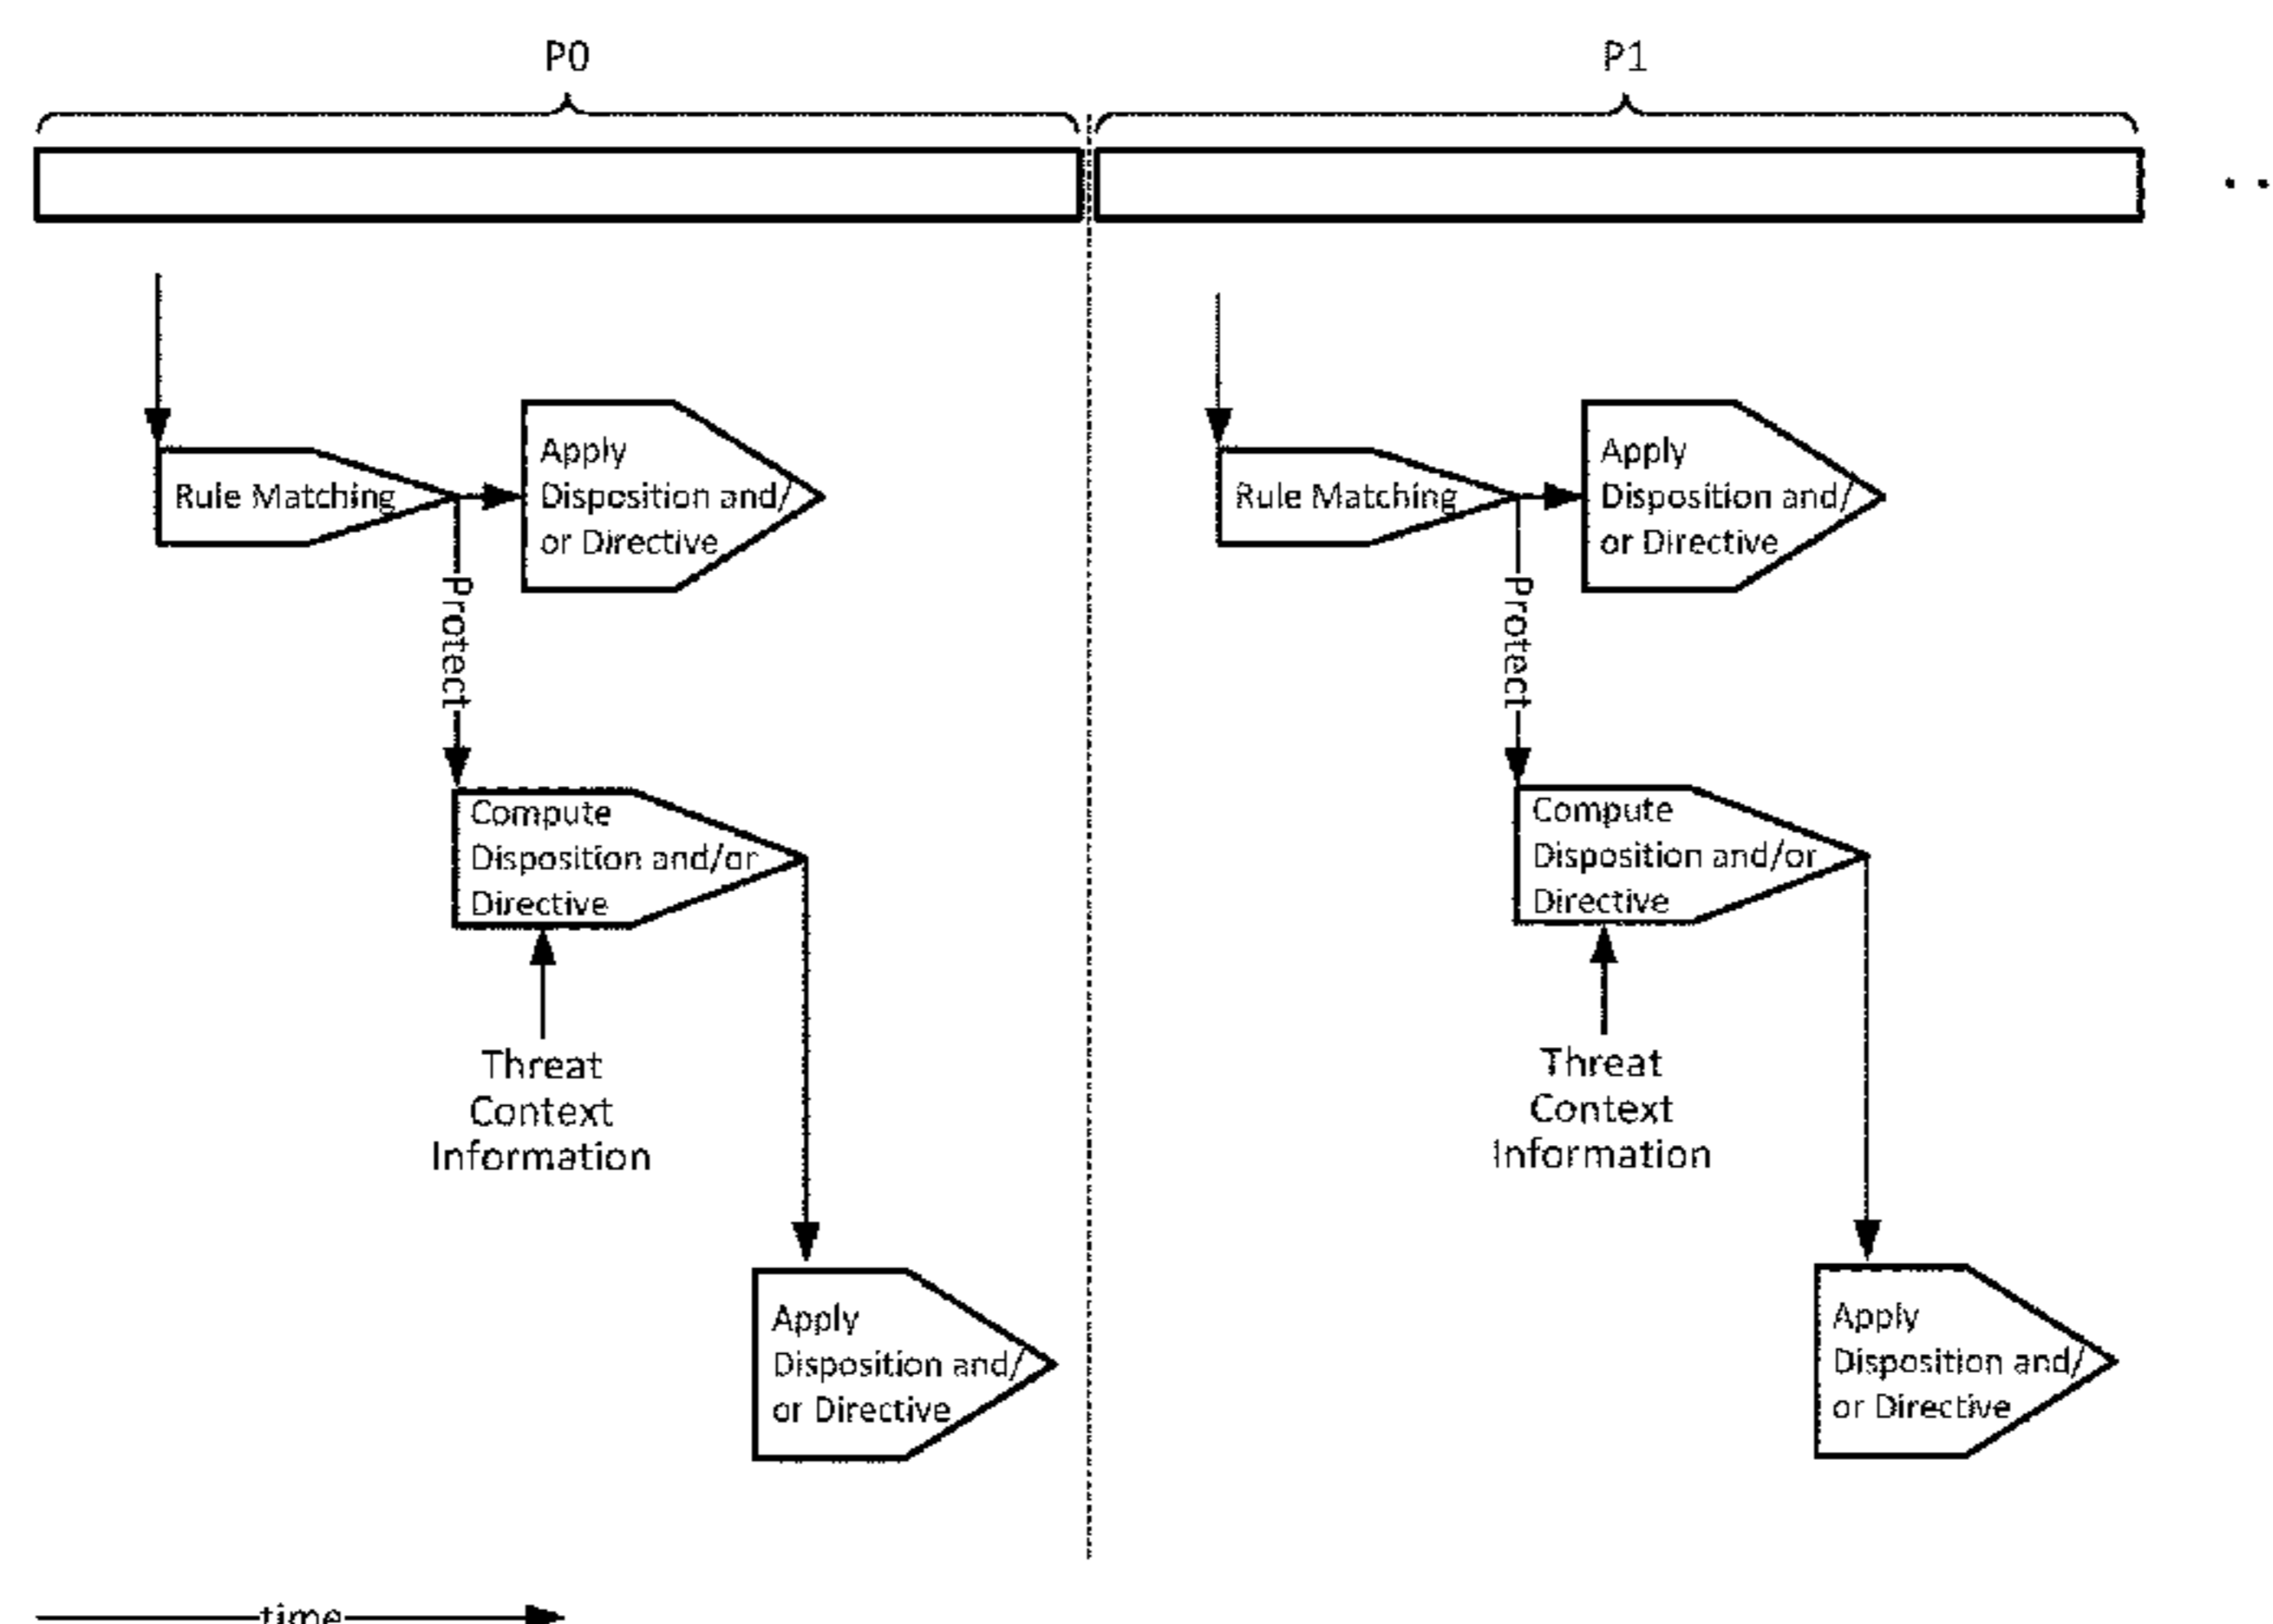 P0
P1
Rule Matching
Apply
Disposition and/
or Directive
Protect
Compute
Disposition and/or
Directive
Threat
Context
Information
Apply
Disposition and/
or Directive
Rule Matching
Apply
Disposition and/
or Directive
Protect
Compute
Disposition and/or
Directive
Threat
Context
Information
Apply
Disposition and/
or Directive
time